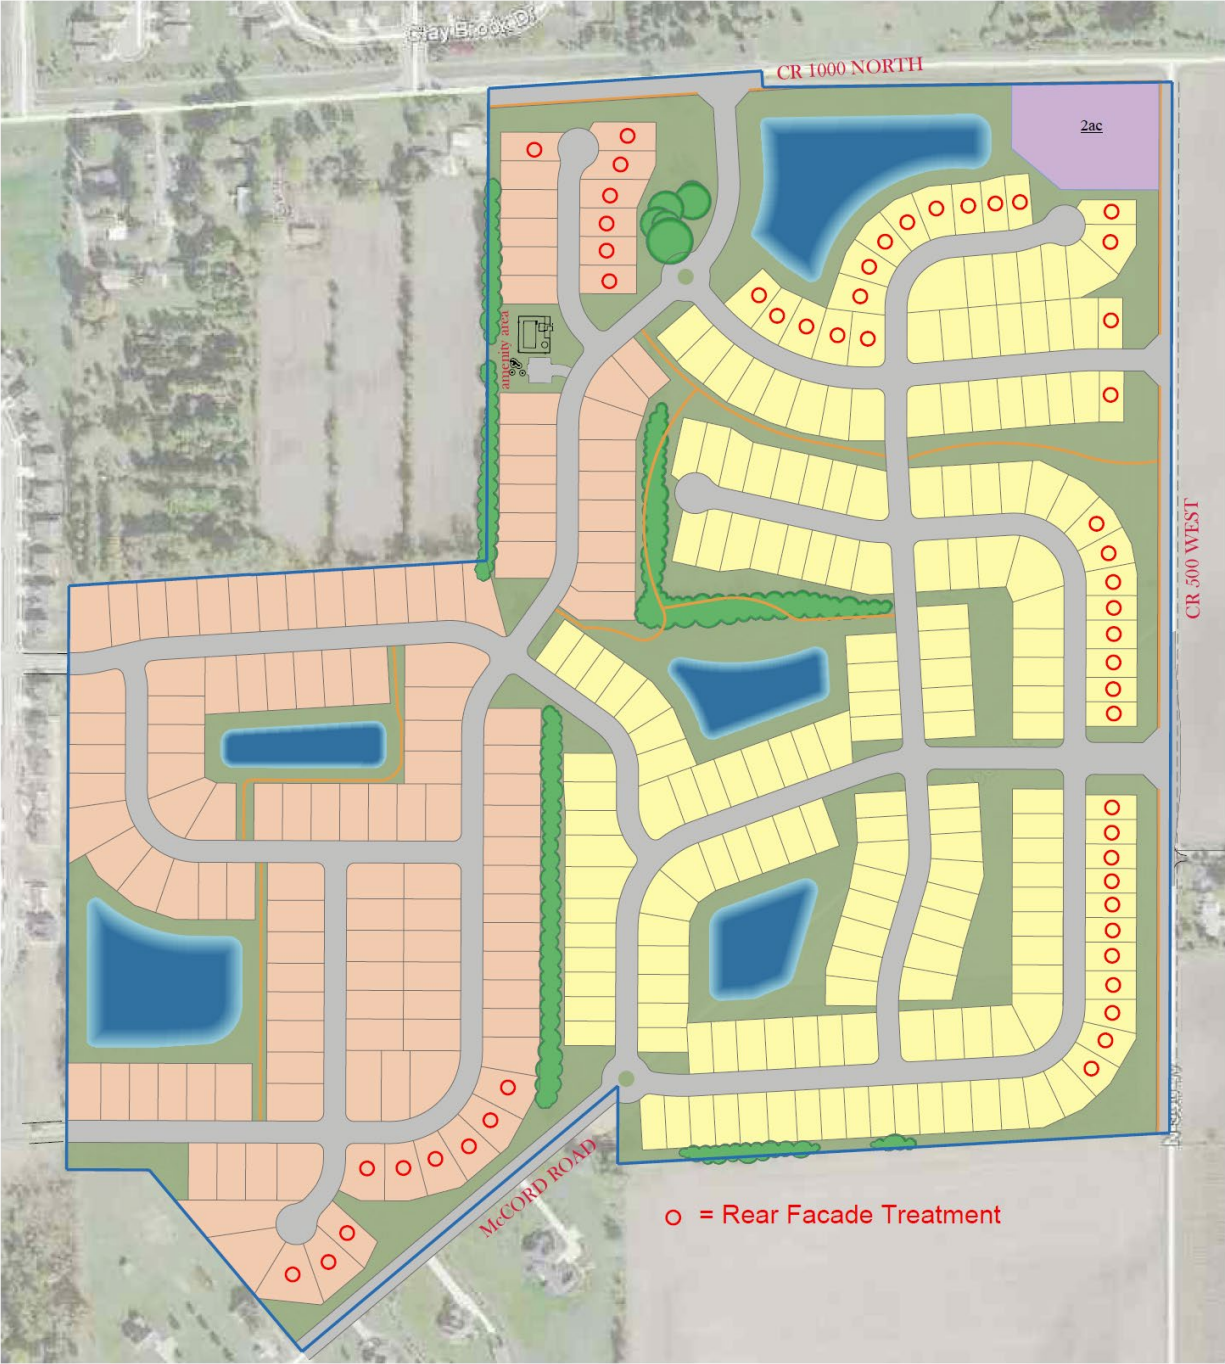 Clay Brook Dr
CR 1000 NORTH
2ac
amenity area
CR 500 WEST
McCORD ROAD
= Rear Facade Treatment